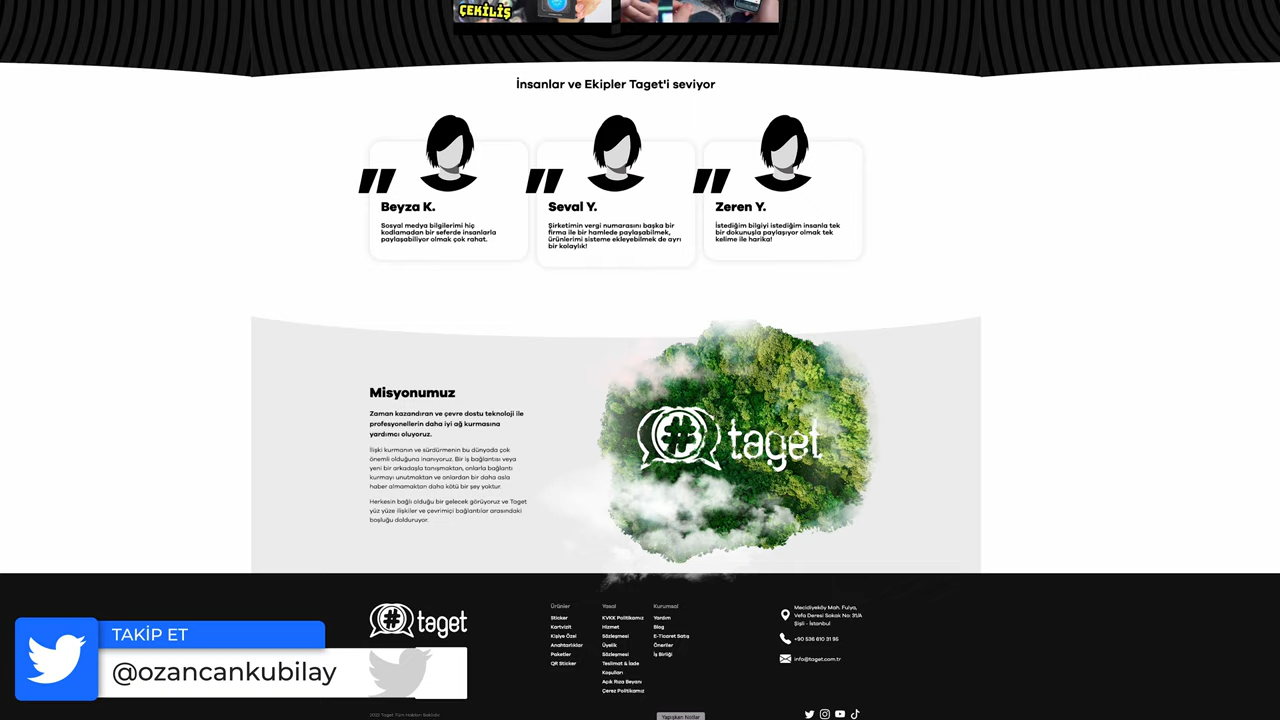 ÇEKİLİŞ
İnsanlar ve Ekipler Taget'i seviyor
Beyza K.
Sosyal medya bilgilerimi hiç
kodlamadan bir seferde insanlarla
paylaşabiliyor olmak çok rahat.
Seval Y.
Şirketimin vergi numarasını başka bir
firma ile bir hamlede paylaşabilmek,
ürünlerimi sisteme ekleyebilmek de ayrı
bir kolaylık!
Zeren Y.
İstediğim bilgiyi istediğim insanla tek
bir dokunuşla paylaşıyor olmak tek
kelime ile harika!
Misyonumuz
Zaman kazandıran ve çevre dostu teknoloji ile
profesyonellerin daha iyi ağ kurmasına
yardımcı oluyoruz.
İlişki kurmanın ve sürdürmenin bu dünyada çok
önemli olduğuna inanıyoruz. Bir iş bağlantısı veya
yeni bir arkadaşla tanışmaktan, onlarla bağlantı
kurmayı unutmaktan ve onlardan bir daha asla
haber almamaktan daha kötü bir şey yoktur.
Herkesin bağlı olduğu bir gelecek görüyoruz ve Taget
yüz yüze ilişkiler ve çevrimiçi bağlantılar arasındaki
boşluğu dolduruyor.
# taget
# taget
Ürünler
Sticker
Kartvizit
Kişiye Özel
Anahtarlıklar
Paketler
QR Sticker
Yasal
KVKK Politikamız
Hizmet
Sözleşmesi
Üyelik
Sözleşmesi
Teslimat & İade
Koşulları
Açık Rıza Beyanı
Çerez Politikamız
Kurumsal
Yardım
Blog
E-Ticaret Satış
Öneriler
İş Birliği
Mecidiyeköy Mah. Fulya,
Vefa Deresi Sokak No: 31/A
Şişli - İstanbul
+90 536 610 31 95
info@taget.com.tr
TAKİP ET
@ozancankubilay
2022 Taget Tüm Hakları Saklıdır.
Yapışkan Notlar